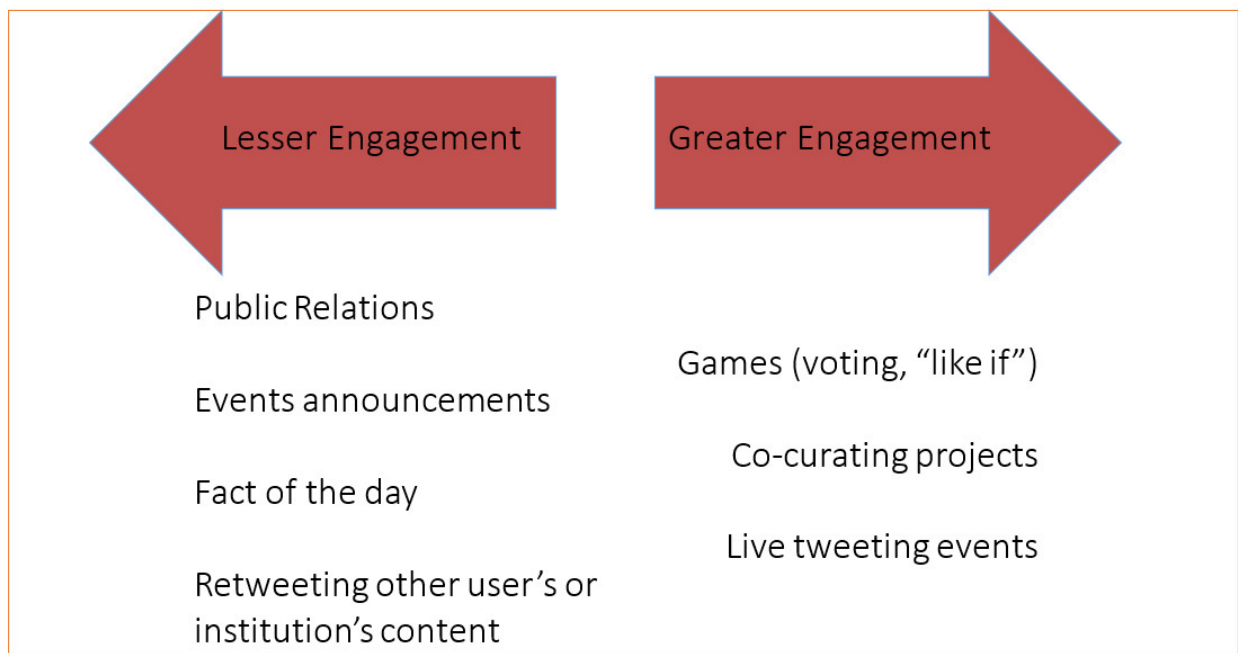 Lesser Engagement
Greater Engagement
Public Relations
Events announcements
Fact of the day
Retweeting other user’s or
institution’s content
Games (voting, “like if”)
Co-curating projects
Live tweeting events